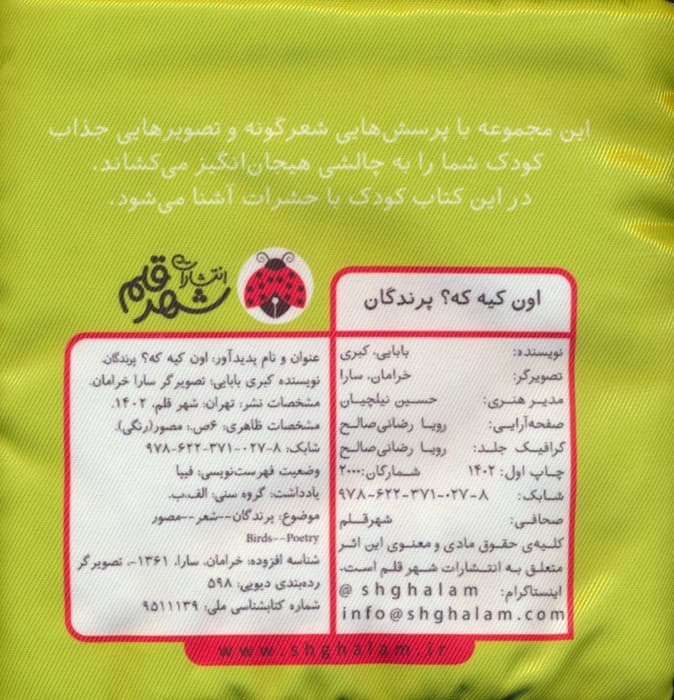 این مجموعه با پرسش‌هایی شعرگونه و تصویرهایی جذاب
کودک شما را به چالشی هیجان‌انگیز می‌کشاند.
در این کتاب کودک با حشرات آشنا می‌شود.
انتشارات
شهر قلم
اون کیه که؟ پرندگان
نویسنده: بابایی، کبری
تصویرگر: خرامان، سارا
مدیر هنری: حسین نیلچیان
صفحه‌آرایی: رویا رضانی‌صالح
گرافیک جلد: رویا رضانی‌صالح
چاپ اول: ۱۴۰۲ شمارگان: ۲۰۰۰
شابک: ۹۷۸-۶۲۲-۳۷۱-۰۲۷-۸
صحافی: شهرقلم
کلیه‌ی حقوق مادی و معنوی این اثر
متعلق به انتشارات شهر قلم است.
اینستاگرام: @ shghalam
info@shghalam.com
عنوان و نام پدیدآور: اون کیه که؟ پرندگان.
نویسنده کبری بابایی؛ تصویرگر سارا خرامان.
مشخصات نشر: تهران: شهر قلم، ۱۴۰۲.
مشخصات ظاهری: ۶ص.: مصور(رنگی).
شابک: ۹۷۸-۶۲۲-۳۷۱-۰۲۷-۸
وضعیت فهرست‌نویسی: فیپا
یادداشت: گروه سنی: الف،ب.
موضوع: پرندگان--شعر--مصور
Birds--Poetry
شناسه افزوده: خرامان، سارا، ۱۳۶۱-، تصویرگر
رده‌بندی دیویی: ۵۹۸
شماره کتابشناسی ملی: ۹۵۱۱۱۳۹
www.shghalam.ir